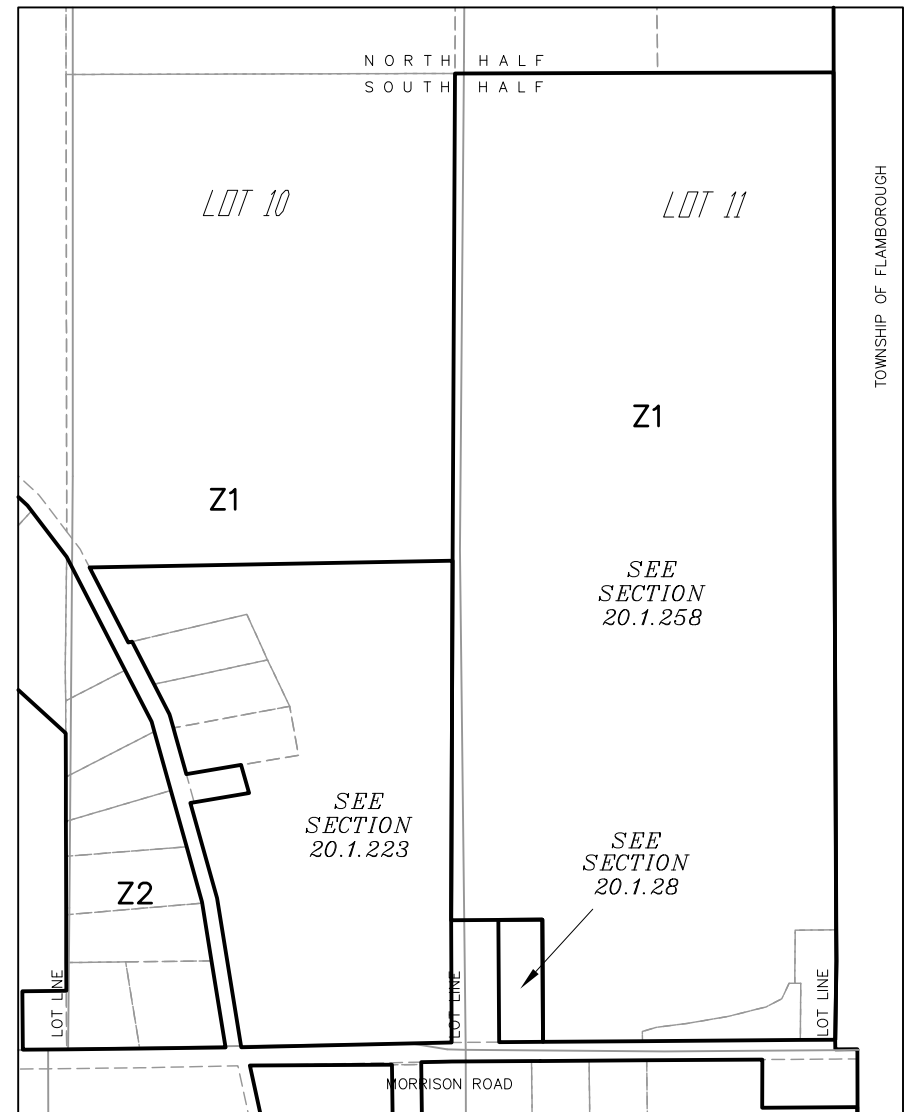 NORTH HALF
SOUTH HALF
LOT 10
LOT 11
TOWNSHIP OF FLAMBOROUGH
Z1
Z1
SEE
SECTION
20.1.258
SEE
SECTION
20.1.223
SEE
SECTION
20.1.28
Z2
LOT LINE
LOT LINE
LOT LINE
MORRISON ROAD